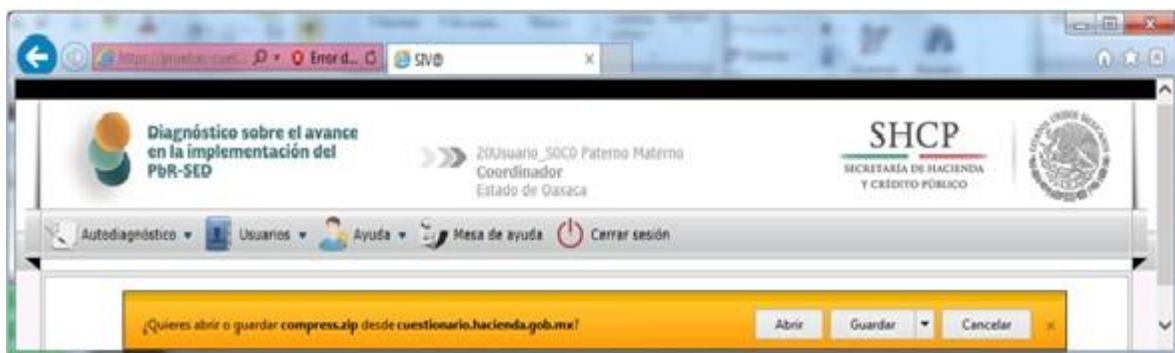 Error d...
SIV@
Diagnóstico sobre el avance
en la implementación del
PbR-SED
20Usuario_SOCO Paterno Materno
Coordinador
Estado de Oaxaca
SHCP
SECRETARÍA DE HACIENDA
Y CRÉDITO PÚBLICO
Autodiagnóstico Usuarios Ayuda Mesa de ayuda Cerrar sesión
¿Quieres abrir o guardar compress.zip desde cuestionario.hacienda.gob.mx? Abrir Guardar Cancelar